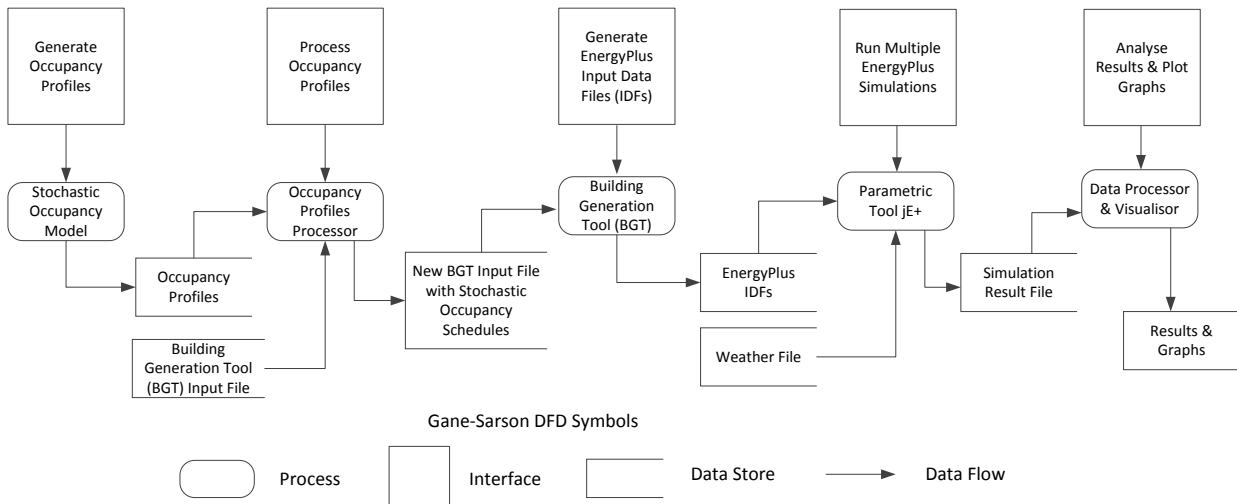 Generate
Occupancy
Profiles
Process
Occupancy
Profiles
Generate
EnergyPlus
Input Data
Files (IDFs)
Run Multiple
EnergyPlus
Simulations
Analyse
Results & Plot
Graphs
Stochastic
Occupancy
Model
Occupancy
Profiles
Processor
Building
Generation
Tool (BGT)
Parametric
Tool jE+
Data Processor
& Visualisor
Occupancy
Profiles
New BGT Input File
with Stochastic
Occupancy
Schedules
EnergyPlus
IDFs
Simulation
Result File
Building
Generation Tool
(BGT) Input File
Weather File
Results &
Graphs
Gane-Sarson DFD Symbols
Process
Interface
Data Store
Data Flow